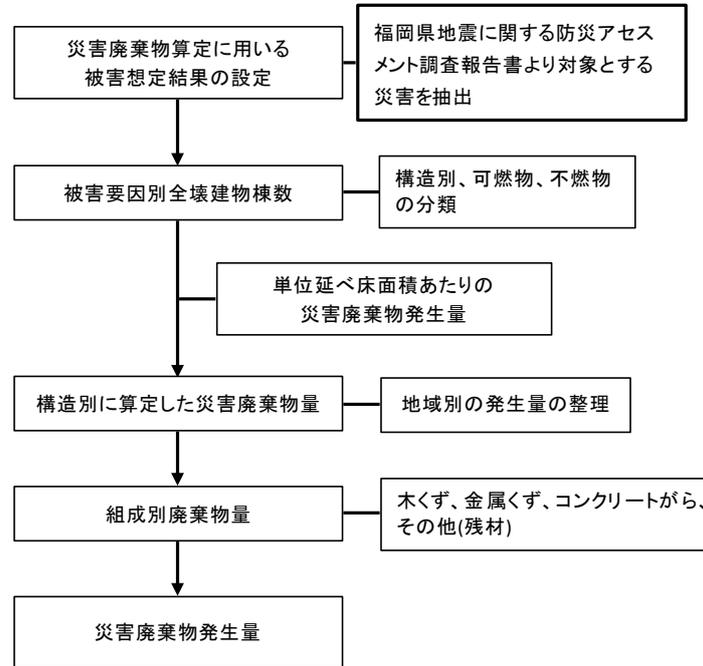 災害廃棄物算定に用いる
被害想定結果の設定
福岡県地震に関する防災アセス
メント調査報告書より対象とする
災害を抽出
被害要因別全壊建物棟数
構造別、可燃物、不燃物
の分類
単位延べ床面積あたりの
災害廃棄物発生量
構造別に算定した災害廃棄物量
地域別の発生量の整理
組成別廃棄物量
木くず、金属くず、コンクリートがら、
その他(残材)
災害廃棄物発生量